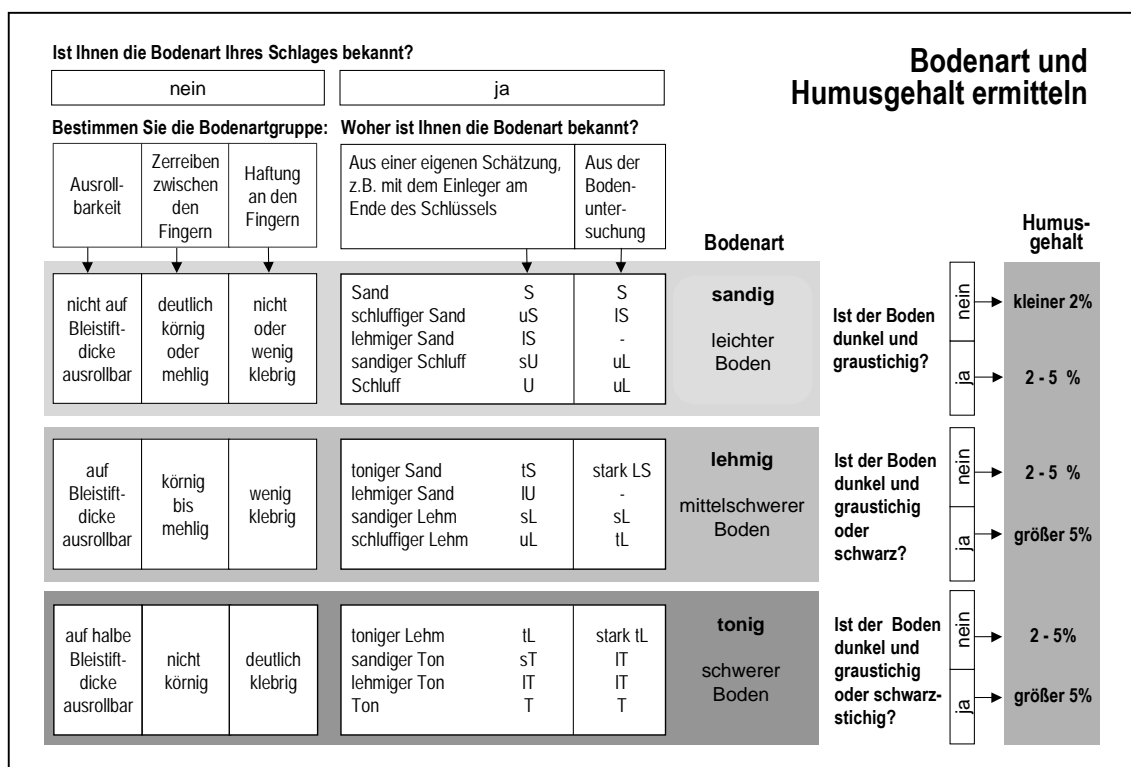 Ist Ihnen die Bodenart Ihres Schlages bekannt?
Bodenart und
Humusgehalt ermitteln
nein
ja
Bestimmen Sie die Bodenartgruppe:
Woher ist Ihnen die Bodenart bekannt?
Ausroll-
barkeit
Zerreiben
zwischen
den
Fingern
Haftung
an den
Fingern
Aus einer eigenen Schätzung,
z.B. mit dem Einleger am
Ende des Schlüssels
Aus der
Boden-
unter-
suchung
Bodenart
Humus-
gehalt
nicht auf
Bleistift-
dicke
ausrollbar
deutlich
körnig
oder
mehlig
nicht
oder
wenig
klebrig
Sand S S
schluffiger Sand uS lS
lehmiger Sand lS -
sandiger Schluff sU uL
Schluff U uL
sandig
leichter
Boden
Ist der Boden
dunkel und
graustichig?
nein
kleiner 2%
ja
2 - 5 %
auf
Bleistift-
dicke
ausrollbar
körnig
bis
mehlig
wenig
klebrig
toniger Sand tS stark LS
lehmiger Sand lU -
sandiger Lehm sL sL
schluffiger Lehm uL tL
lehmig
mittelschwerer
Boden
Ist der Boden
dunkel und
graustichig
oder
schwarz?
nein
2 - 5 %
ja
größer 5%
auf halbe
Bleistift-
dicke
ausrollbar
nicht
körnig
deutlich
klebrig
toniger Lehm tL stark tL
sandiger Ton sT lT
lehmiger Ton lT lT
Ton T T
tonig
schwerer
Boden
Ist der Boden
dunkel und
graustichig
oder schwarz-
stichig?
nein
2 - 5%
ja
größer 5%